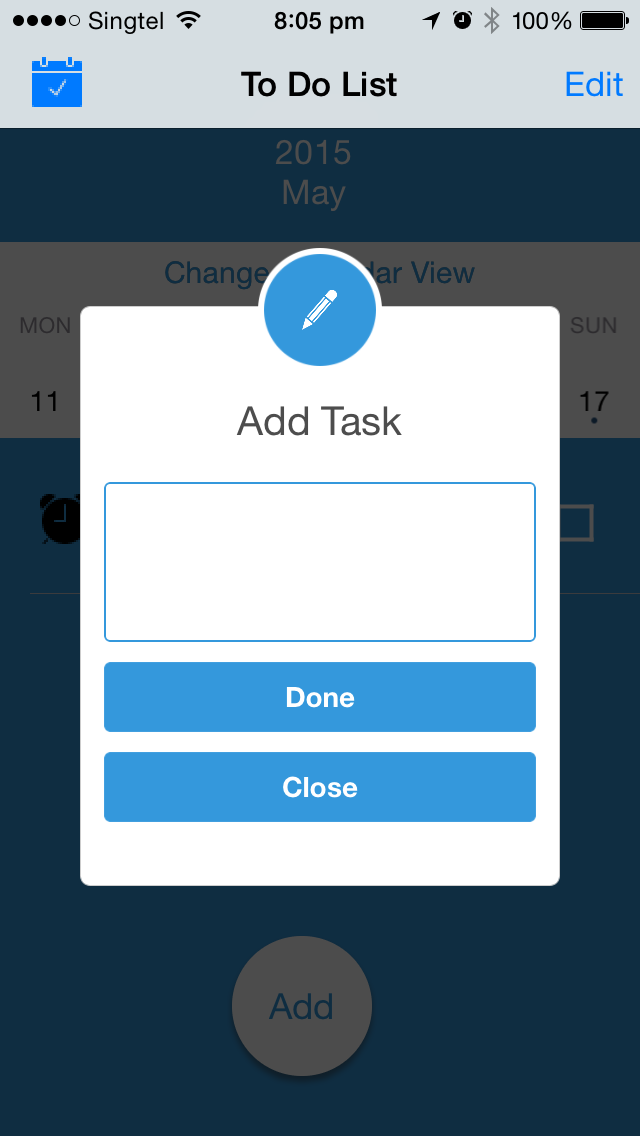 Singtel 8:05 pm 100%
To Do List Edit
2015
May
Change dar View
MON SUN
11 17
Add Task
Done
Close
Add